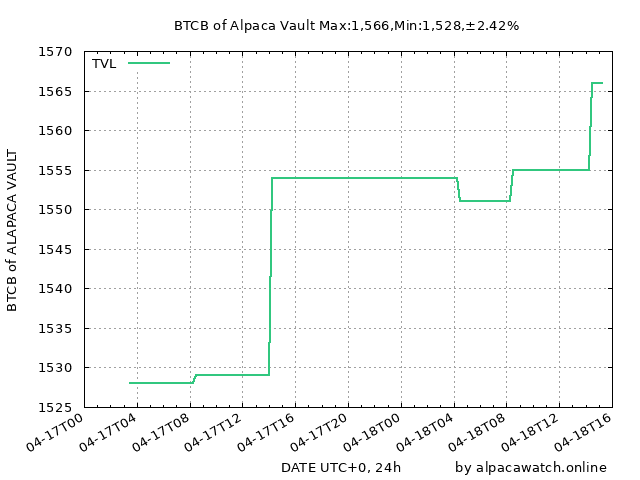 BTCB of Alpaca Vault Max:1,566,Min:1,528,±2.42%
TVL
1570
1565
1560
1555
1550
1545
1540
1535
1530
1525
BTCB of ALAPACA VAULT
04-17T00
04-17T04
04-17T08
04-17T12
04-17T16
04-17T20
04-18T00
04-18T04
04-18T08
04-18T12
04-18T16
DATE UTC+0, 24h
by alpacawatch.online